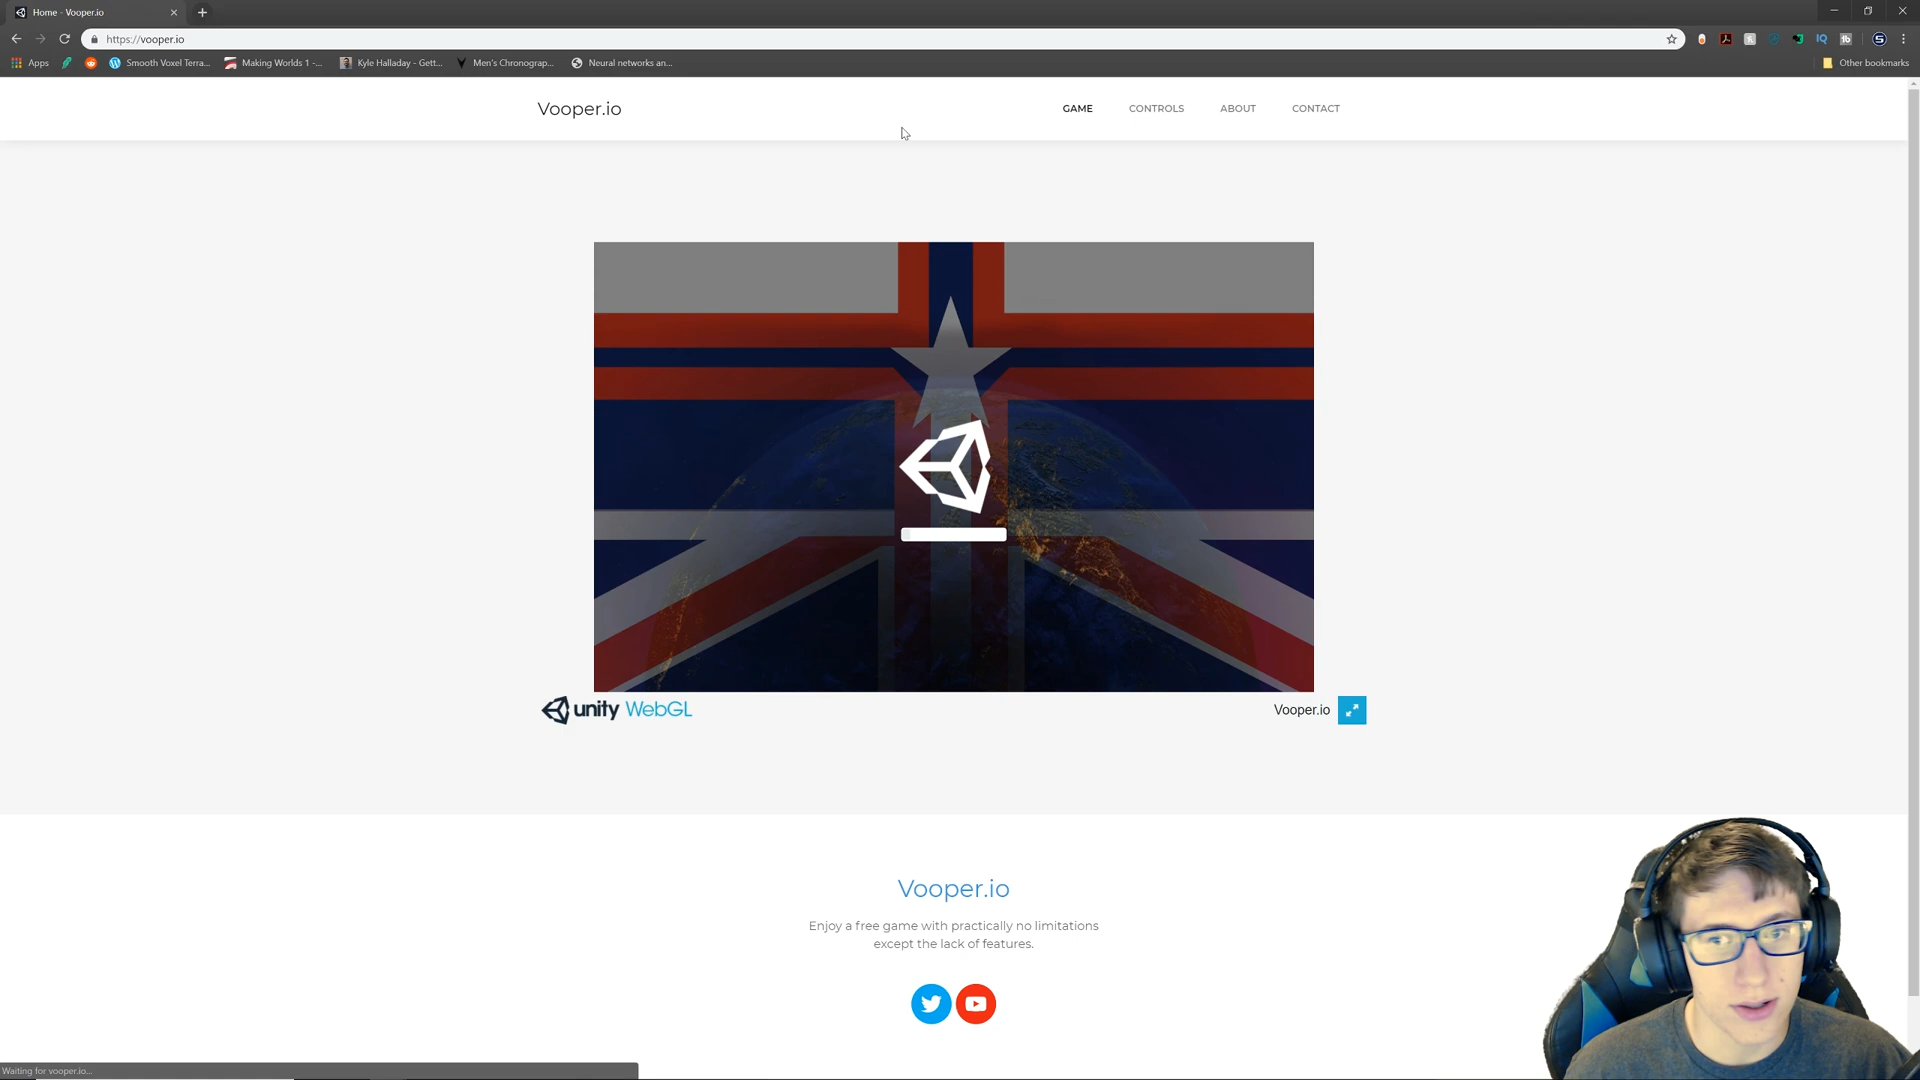 Home - Vooper.io
https://vooper.io
Apps
Smooth Voxel Terra...
Making Worlds 1 -...
Kyle Halladay - Gett...
Men's Chronograp...
Neural networks an...
Other bookmarks
Vooper.io
GAME
CONTROLS
ABOUT
CONTACT
unity WebGL
Vooper.io
Vooper.io
Enjoy a free game with practically no limitations
except the lack of features.
Waiting for vooper.io...